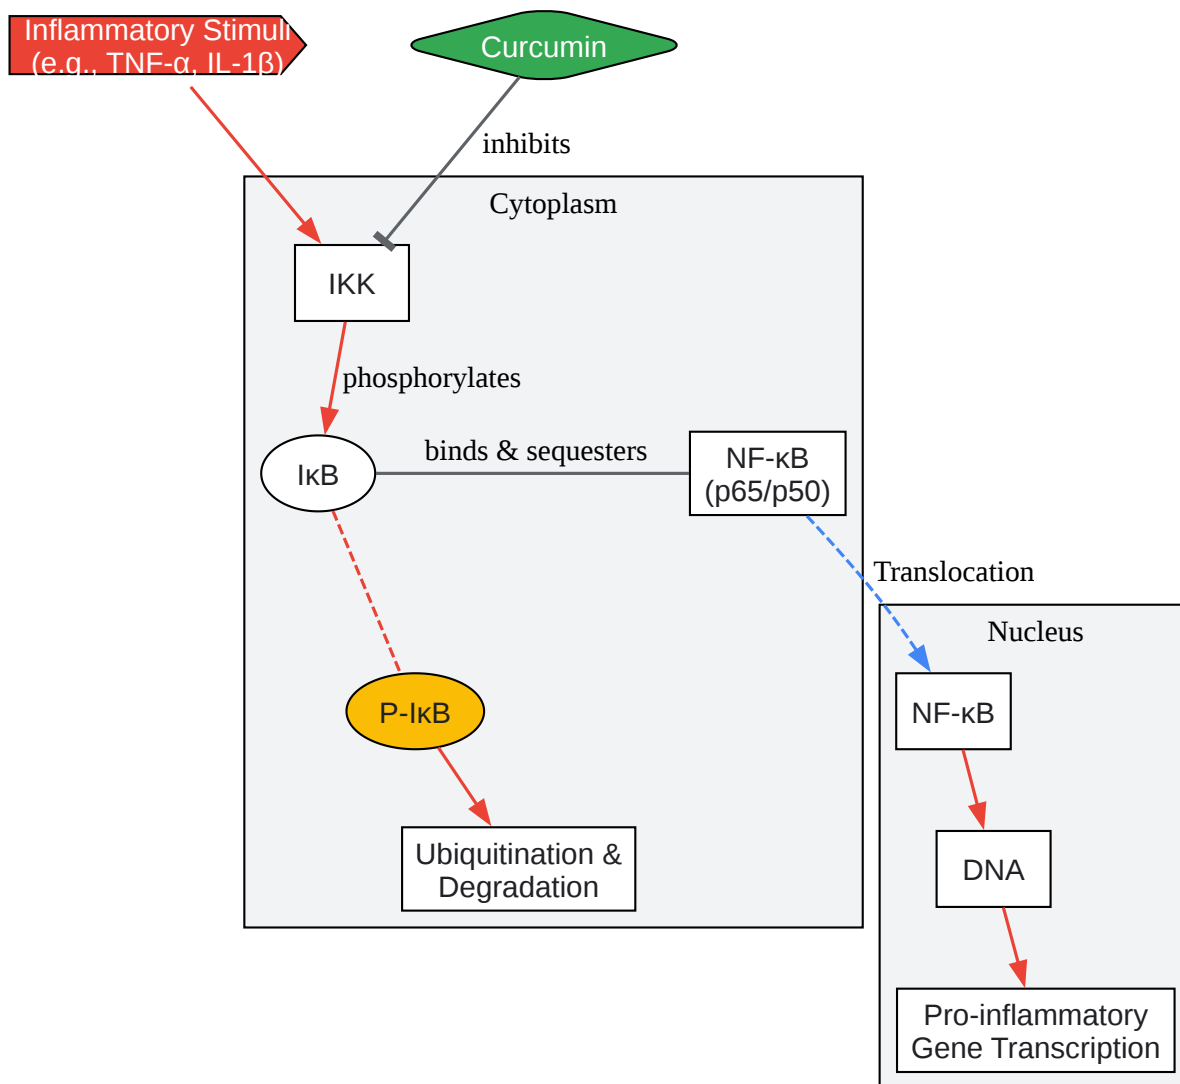 Inflammatory Stimuli
(e.g., TNF-α, IL-1β)
Curcumin
inhibits
Cytoplasm
IKK
phosphorylates
IκB
binds & sequesters
NF-κB
(p65/p50)
Translocation
Nucleus
P-IκB
NF-κB
Ubiquitination &
Degradation
DNA
Pro-inflammatory
Gene Transcription